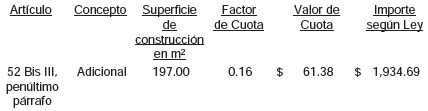 Artículo Concepto Superficie Factor Valor de Importe
de de Cuota Cuota según Ley
construcción
en m²
52 Bis III, Adicional 197.00 0.16 $ 61.38 $ 1,934.69
penúltimo
párrafo